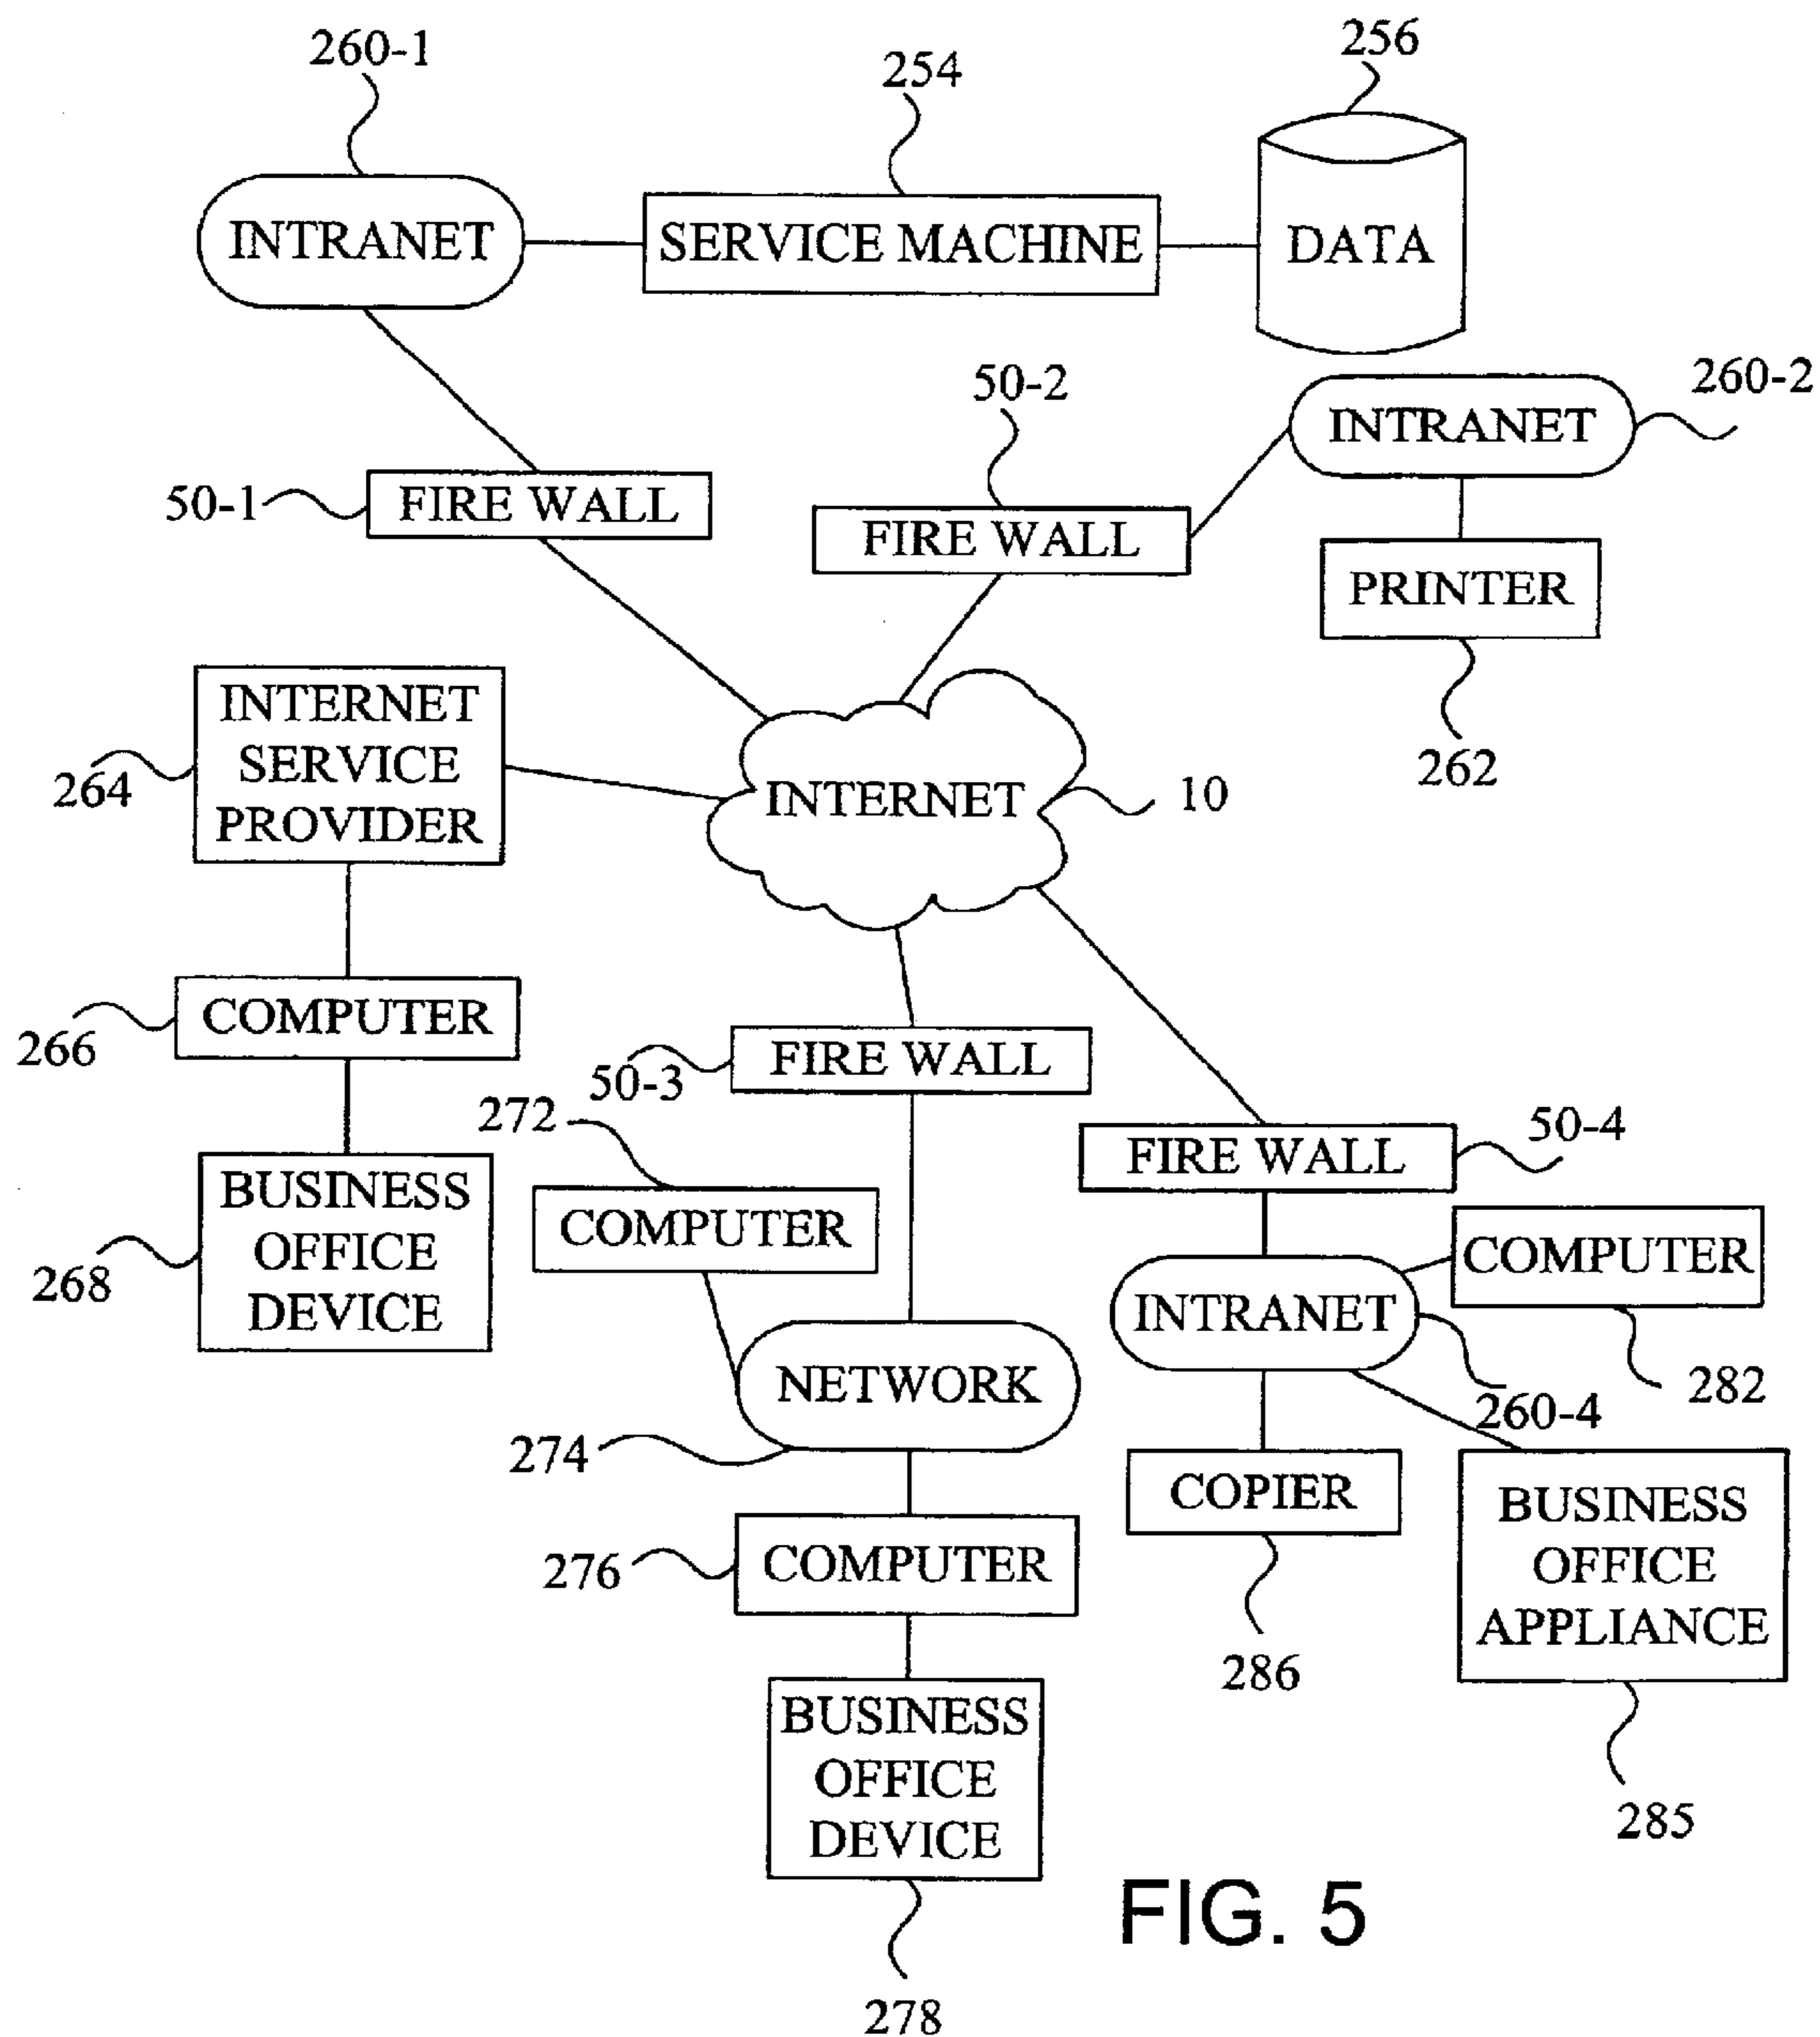 260-1
254
256
INTRANET
SERVICE MACHINE
DATA
50-2
260-2
INTRANET
50-1
FIRE WALL
FIRE WALL
PRINTER
262
INTERNET
SERVICE
PROVIDER
264
INTERNET
10
COMPUTER
266
FIRE WALL
50-3
272
50-4
FIRE WALL
BUSINESS
OFFICE
DEVICE
268
COMPUTER
COMPUTER
INTRANET
282
260-4
NETWORK
274
COPIER
286
BUSINESS
OFFICE
APPLIANCE
285
COMPUTER
276
BUSINESS
OFFICE
DEVICE
278
FIG. 5